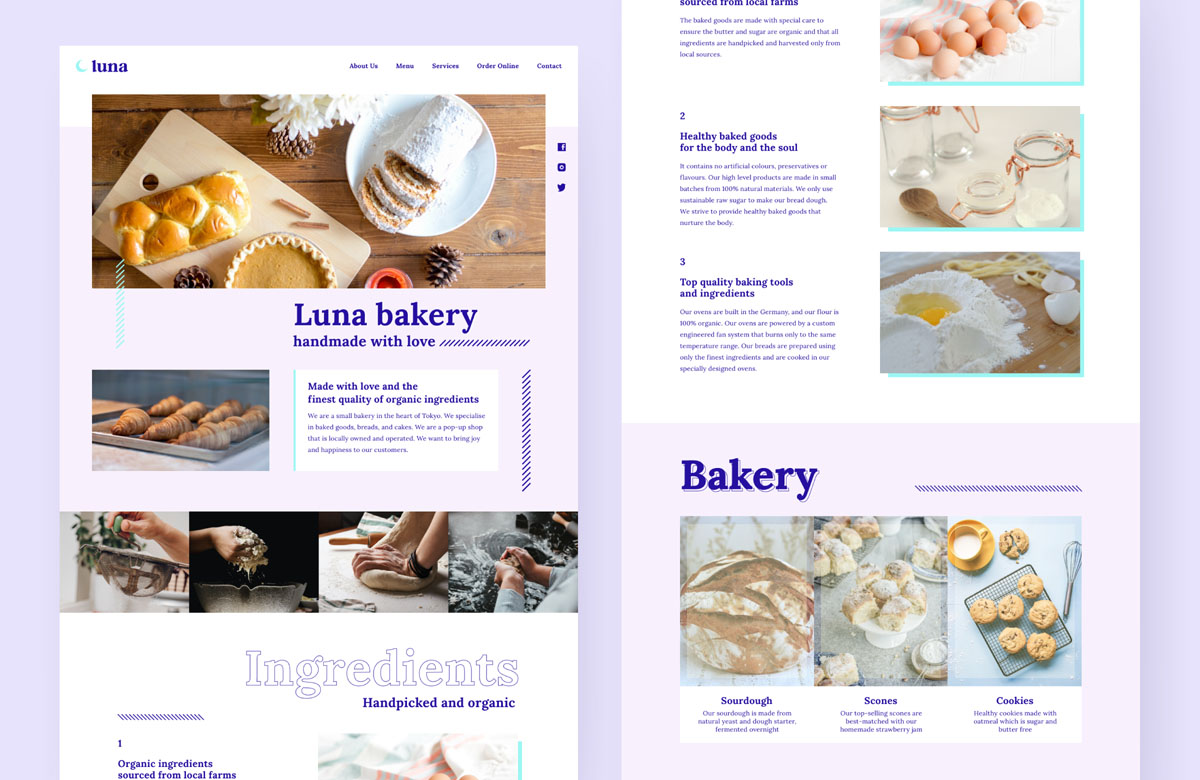 luna
About Us Menu Services Order Online Contact
Luna bakery
handmade with love
Made with love and the
finest quality of organic ingredients
We are a small bakery in the heart of Tokyo. We specialise
in baked goods, breads, and cakes. We are a pop-up shop
that is locally owned and operated. We want to bring joy
and happiness to our customers.
Ingredients
Handpicked and organic
1
Organic ingredients
sourced from local farms
sourced from local farms
The baked goods are made with special care to
ensure the butter and sugar are organic and that all
ingredients are handpicked and harvested only from
local sources.
2
Healthy baked goods
for the body and the soul
It contains no artificial colours, preservatives or
flavours. Our high level products are made in small
batches from 100% natural materials. We only use
sustainable raw sugar to make our bread dough.
We strive to provide healthy baked goods that
nurture the body.
3
Top quality baking tools
and ingredients
Our ovens are built in the Germany, and our flour is
100% organic. Our ovens are powered by a custom
engineered fan system that burns only to the same
temperature range. Our breads are prepared using
only the finest ingredients and are cooked in our
specially designed ovens.
Bakery
Sourdough
Our sourdough is made from
natural yeast and dough starter,
fermented overnight
Scones
Our top-selling scones are
best-matched with our
homemade strawberry jam
Cookies
Healthy cookies made with
oatmeal which is sugar and
butter free